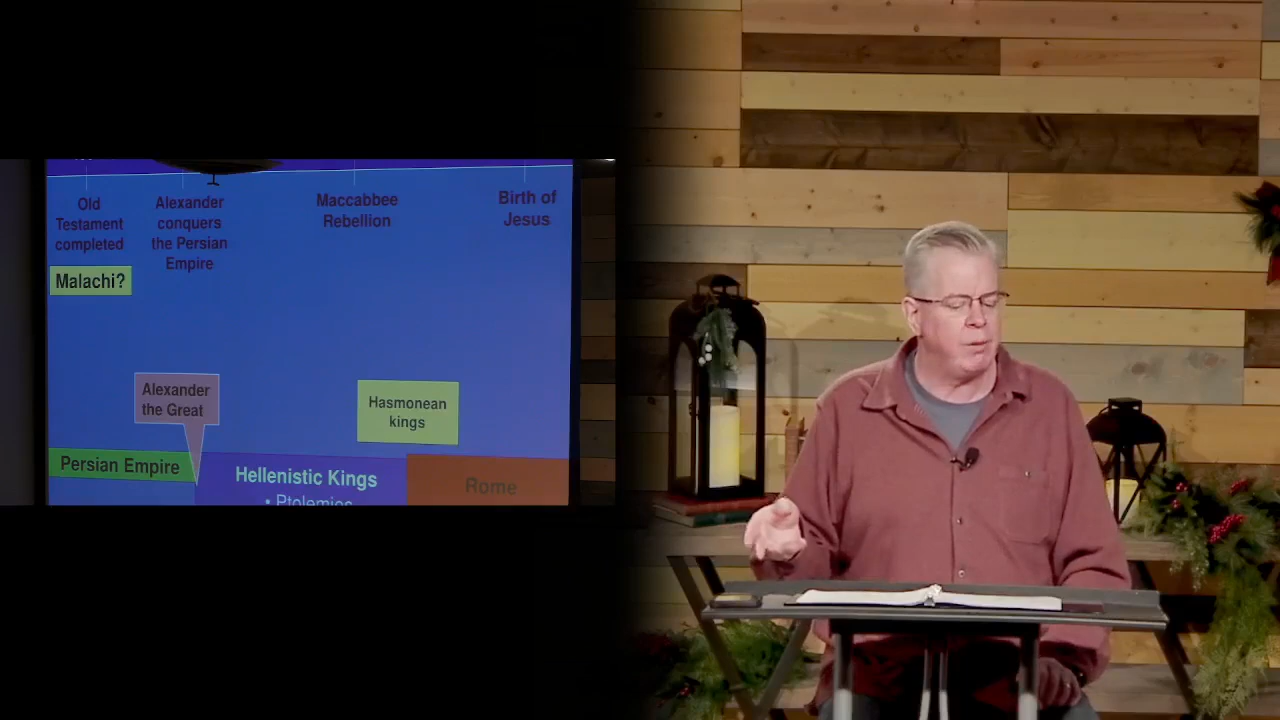 Old
Testament
completed
Alexander
conquers
the Persian
Empire
Maccabbee
Rebellion
Birth of
Jesus
Malachi?
Alexander
the Great
Hasmonean
kings
Persian Empire
Hellenistic Kings
• Ptolemies
Rome